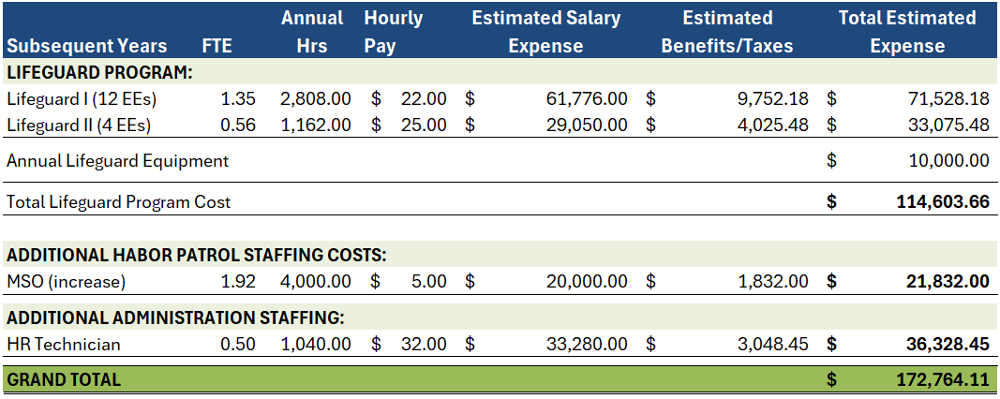 Annual Hourly Estimated Salary Estimated Total Estimated
Subsequent Years FTE Hrs Pay Expense Benefits/Taxes Expense
LIFEGUARD PROGRAM:
Lifeguard I (12 EEs) 1.35 2,808.00 $ 22.00 $ 61,776.00 $ 9,752.18 $ 71,528.18
Lifeguard II (4 EEs) 0.56 1,162.00 $ 25.00 $ 29,050.00 $ 4,025.48 $ 33,075.48
Annual Lifeguard Equipment $ 10,000.00
Total Lifeguard Program Cost $ 114,603.66
ADDITIONAL HABOR PATROL STAFFING COSTS:
MSO (increase) 1.92 4,000.00 $ 5.00 $ 20,000.00 $ 1,832.00 $ 21,832.00
ADDITIONAL ADMINISTRATION STAFFING:
HR Technician 0.50 1,040.00 $ 32.00 $ 33,280.00 $ 3,048.45 $ 36,328.45
GRAND TOTAL $ 172,764.11